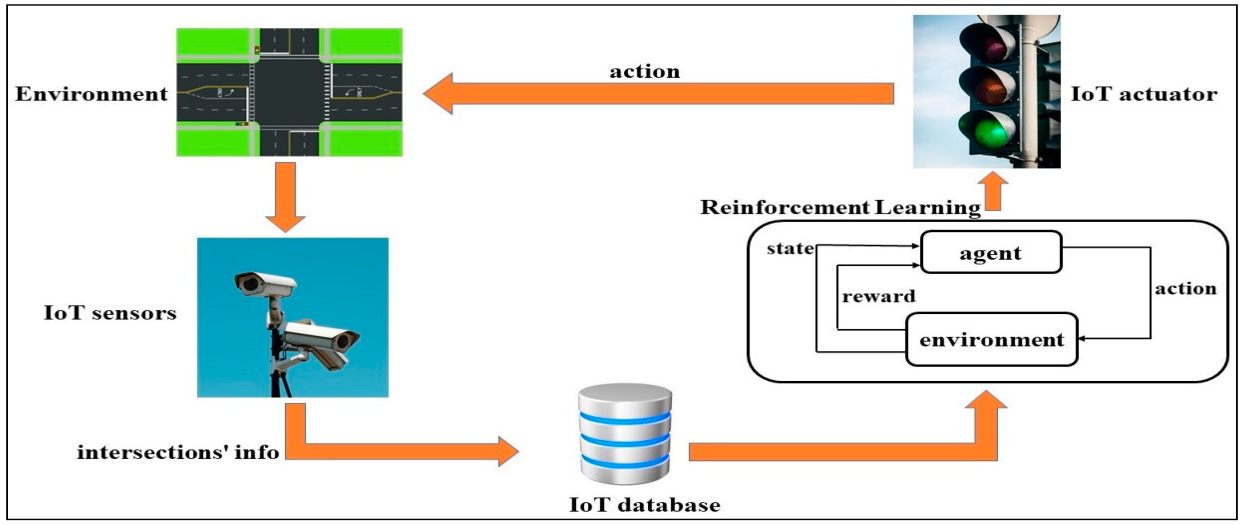 action
Environment
IoT actuator
Reinforcement Learning
state
agent
IoT sensors
reward
action
environment
intersections' info
IoT database